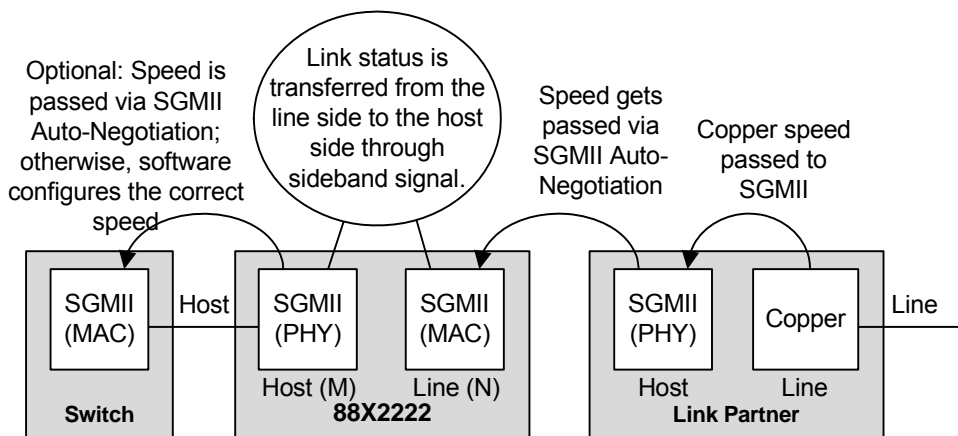 Optional: Speed is
passed via SGMII
Auto-Negotiation;
otherwise, software
configures the correct
speed
Link status is
transferred from the
line side to the host
side through
sideband signal.
Speed gets
passed via
SGMII Auto-
Negotiation
Copper speed
passed to
SGMII
SGMII
(MAC)
Host
SGMII
(PHY)
SGMII
(MAC)
SGMII
(PHY)
Copper
Line
Host (M)
Line (N)
Host
Line
Switch
88X2222
Link Partner